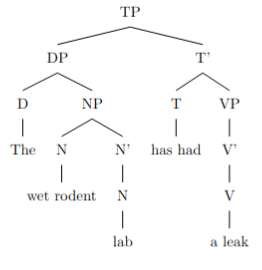 TP
DP T'
D NP T VP
The N N' has had V'
wet rodent N V
lab a leak